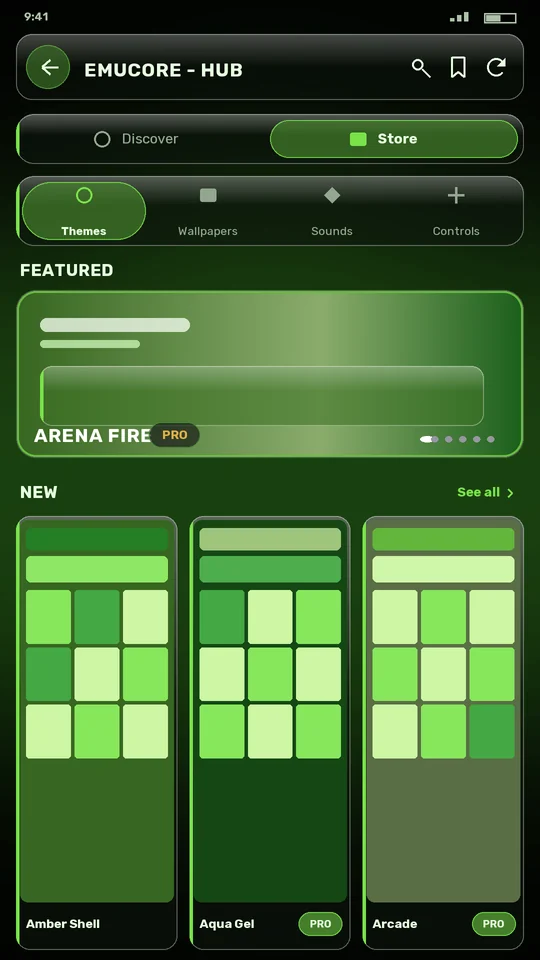 9:41
EMUCORE - HUB
Discover
Store
Themes
Wallpapers
Sounds
Controls
FEATURED
ARENA FIRE
PRO
NEW
See all
Amber Shell
Aqua Gel
PRO
Arcade
PRO